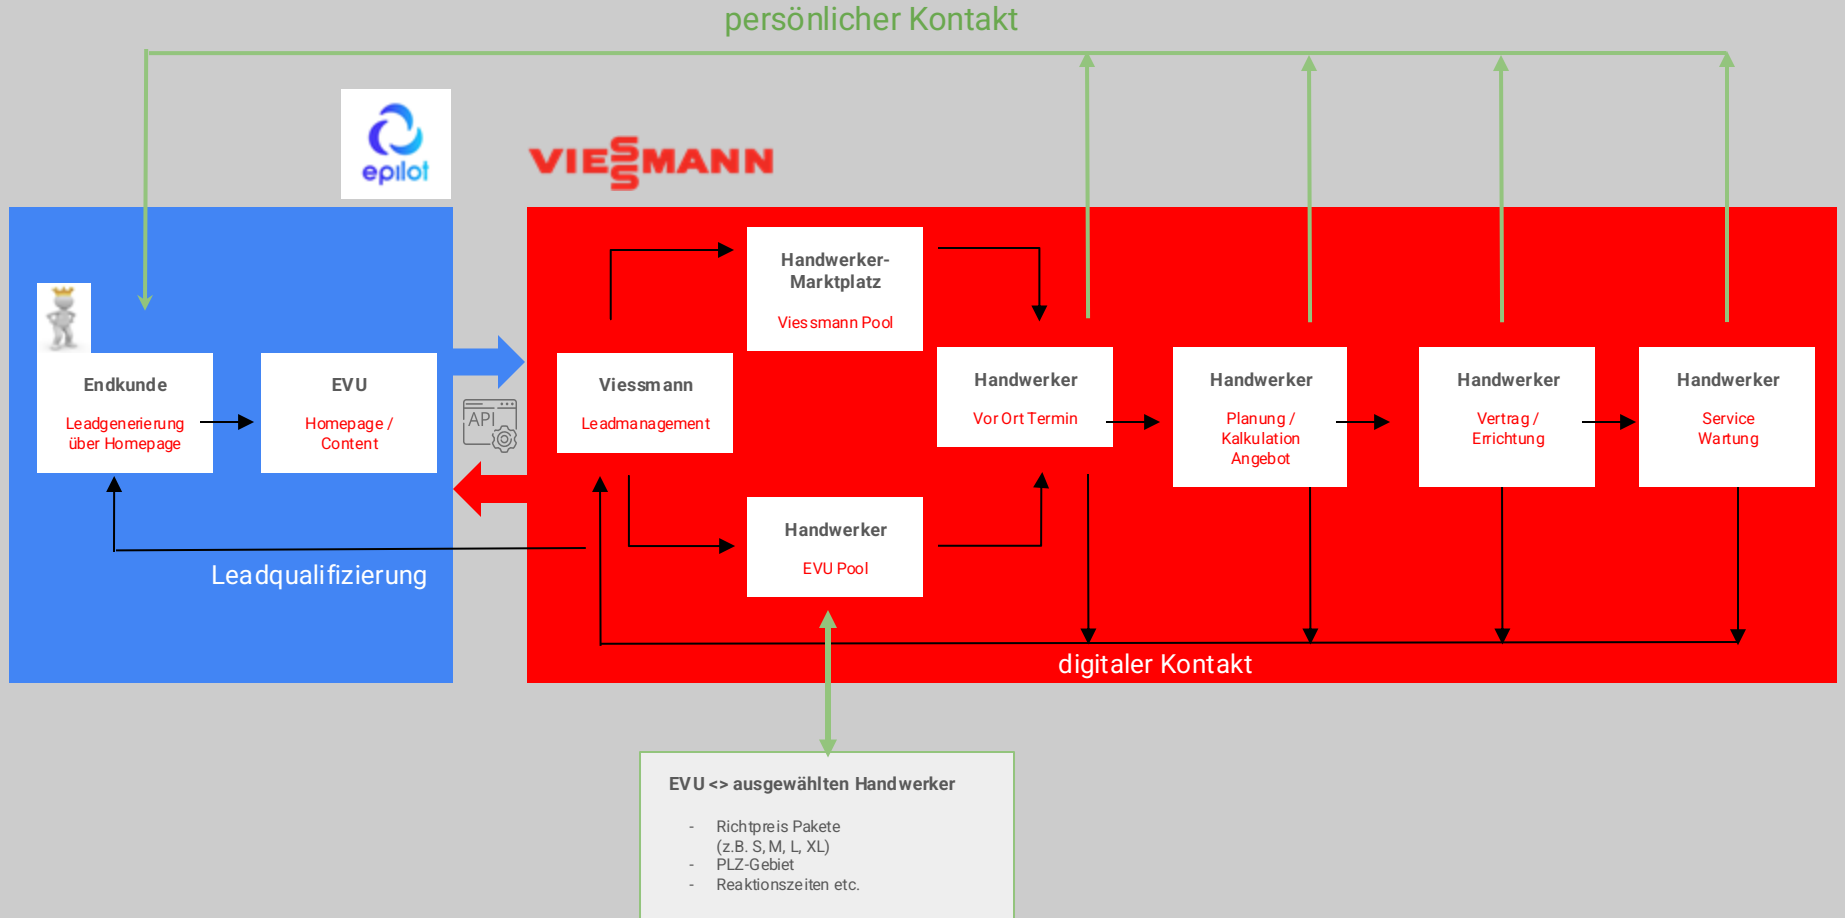 persönlicher Kontakt
epilot
VIESSMANN
Handwerker-
Marktplatz
Viessmann Pool
Endkunde
Leadgenerierung
über Homepage
EVU
Homepage /
Content
API
Viessmann
Leadmanagement
Handwerker
Vor Ort Termin
Handwerker
Planung /
Kalkulation
Angebot
Handwerker
Vertrag /
Errichtung
Handwerker
Service
Wartung
Handwerker
EVU Pool
Leadqualifizierung
digitaler Kontakt
EVU <> ausgewählten Handwerker
- Richtpreis Pakete
(z.B. S, M, L, XL)
- PLZ-Gebiet
- Reaktionszeiten etc.